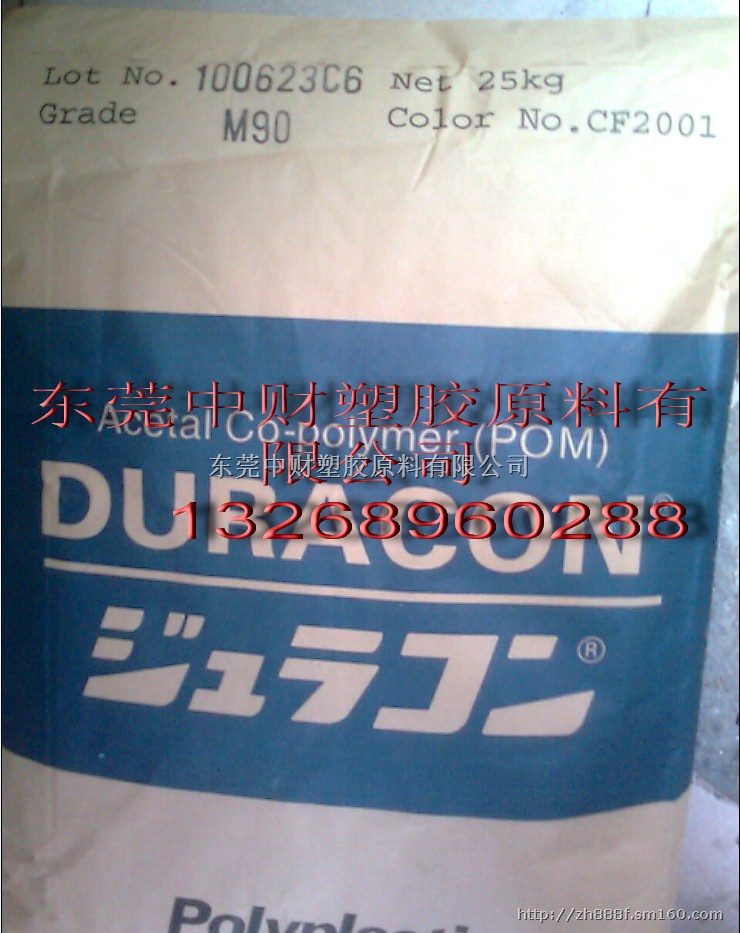 Lot No. 100623C6 Net 25kg
Grade M90 Color No.CF2001
东莞中财塑胶原料有
限公司
Acetal Co-polymer (POM)
东莞中财塑胶原料有限公司
DURACON®
13268960288
ジュラコン®
Polyplasti
http://zh888f.sm160.com